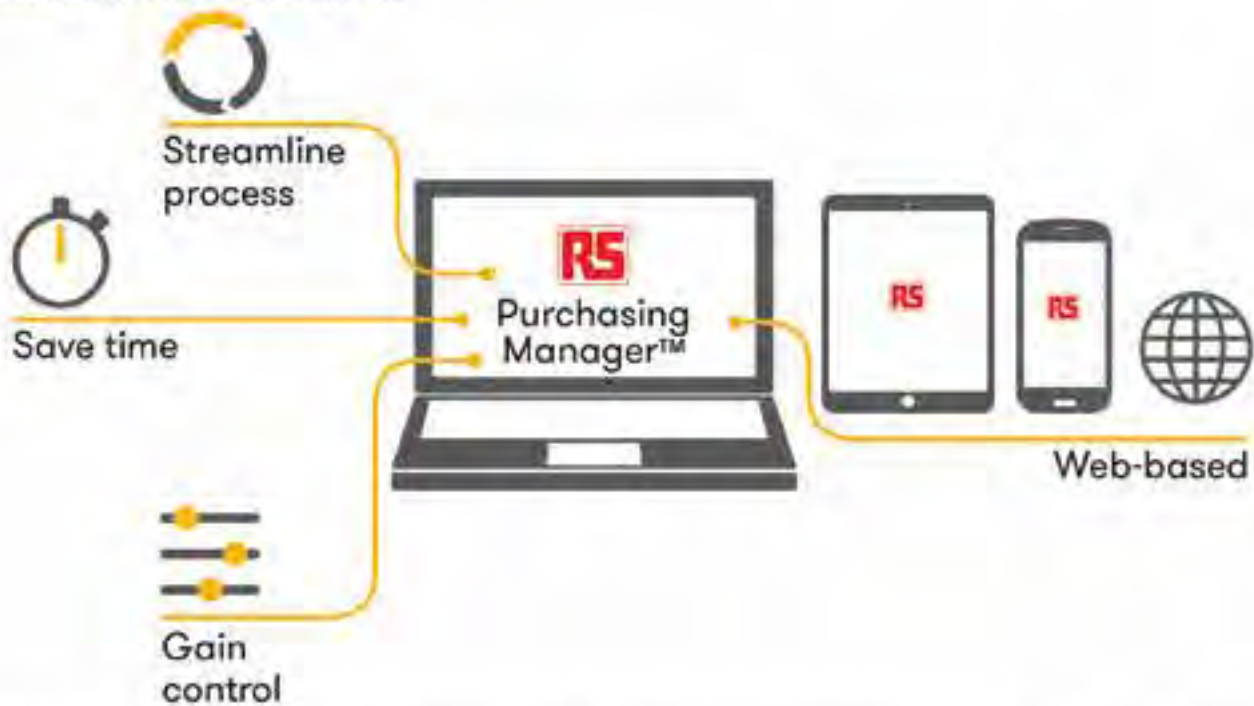 Streamline
process
Save time
RS
Purchasing
Manager™
RS
RS
Web-based
Gain
control